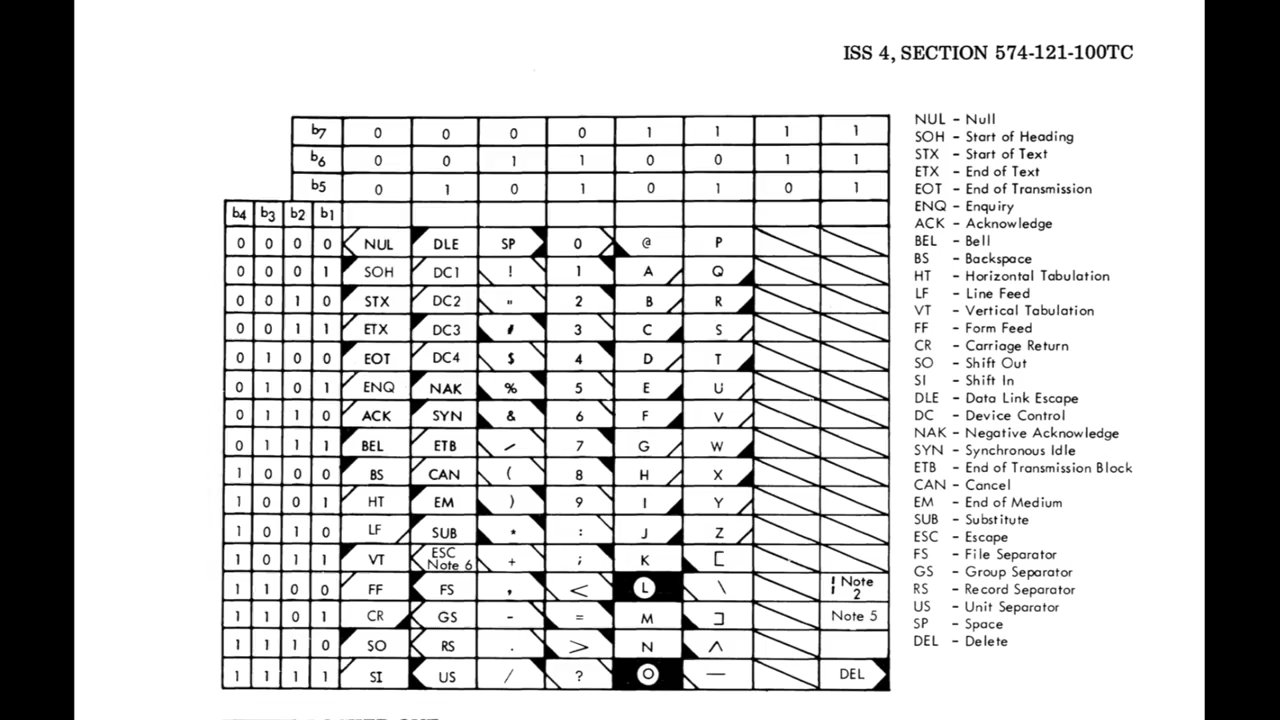 ISS 4, SECTION 574-121-100TC
b7 0 0 0 0 1 1 1 1
b6 0 0 1 1 0 0 1 1
b5 0 1 0 1 0 1 0 1
b4 b3 b2 b1
0 0 0 0 NUL DLE SP 0 @ P
0 0 0 1 SOH DC1 ! 1 A Q
0 0 1 0 STX DC2 " 2 B R
0 0 1 1 ETX DC3 # 3 C S
0 1 0 0 EOT DC4 $ 4 D T
0 1 0 1 ENQ NAK % 5 E U
0 1 1 0 ACK SYN & 6 F V
0 1 1 1 BEL ETB ∕ 7 G W
1 0 0 0 BS CAN ( 8 H X
1 0 0 1 HT EM ) 9 I Y
1 0 1 0 LF SUB * : J Z
1 0 1 1 VT ESC Note 6 + ; K [
1 1 0 0 FF FS , < L \ ¦ Note 2
1 1 0 1 CR GS - = M ] Note 5
1 1 1 0 SO RS . > N ^
1 1 1 1 SI US / ? O — DEL
NUL - Null
SOH - Start of Heading
STX - Start of Text
ETX - End of Text
EOT - End of Transmission
ENQ - Enquiry
ACK - Acknowledge
BEL - Bell
BS - Backspace
HT - Horizontal Tabulation
LF - Line Feed
VT - Vertical Tabulation
FF - Form Feed
CR - Carriage Return
SO - Shift Out
SI - Shift In
DLE - Data Link Escape
DC - Device Control
NAK - Negative Acknowledge
SYN - Synchronous Idle
ETB - End of Transmission Block
CAN - Cancel
EM - End of Medium
SUB - Substitute
ESC - Escape
FS - File Separator
GS - Group Separator
RS - Record Separator
US - Unit Separator
SP - Space
DEL - Delete